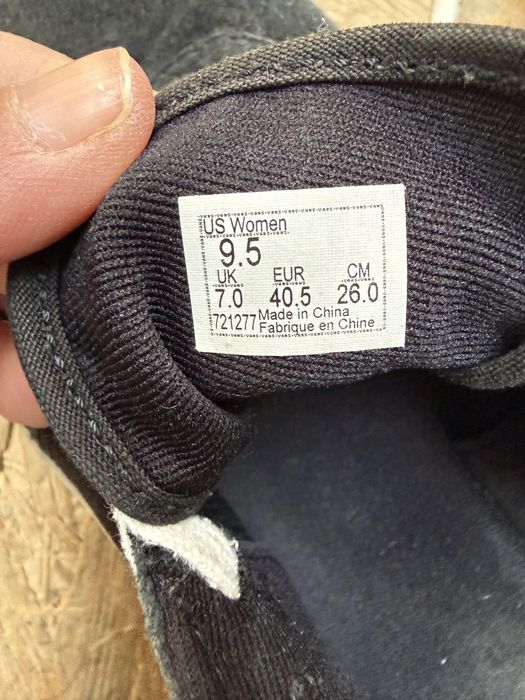 US Women
9.5
UK EUR CM
7.0 40.5 26.0
721277 Made in China
Fabrique en Chine